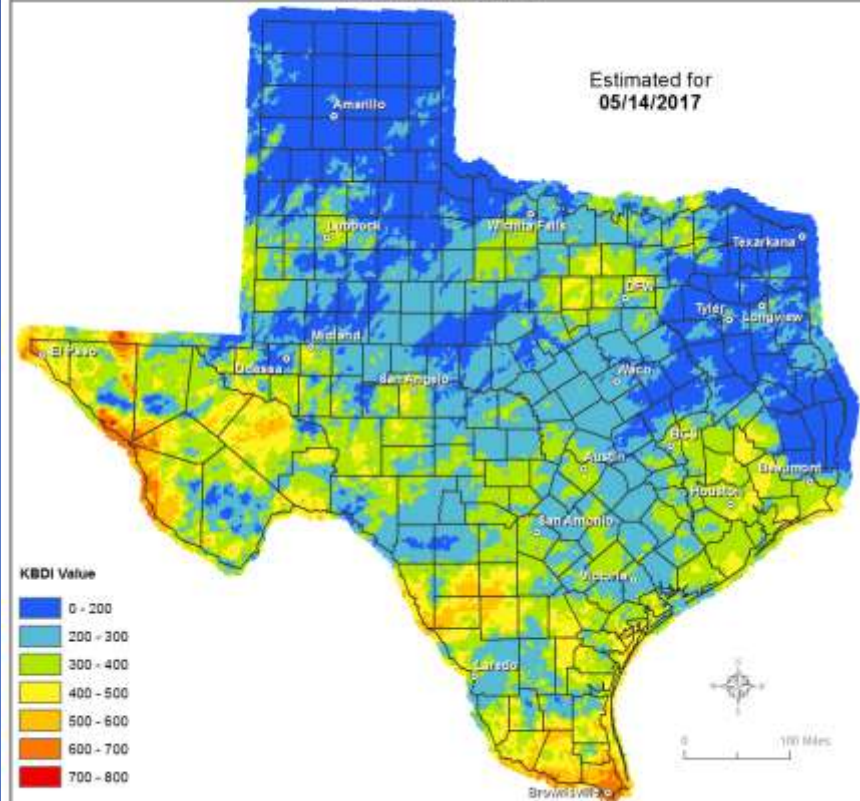 Estimated for
05/14/2017
Amarillo
Lubbock
Wichita Falls
Texarkana
DFW
Tyler
Longview
Midland
El Paso
Odessa
San Angelo
Waco
BCS
Austin
Beaumont
Houston
San Antonio
Victoria
KBDI Value
0 - 200
200 - 300
300 - 400
400 - 500
500 - 600
600 - 700
700 - 800
Laredo
0 100 Miles
Brownsville